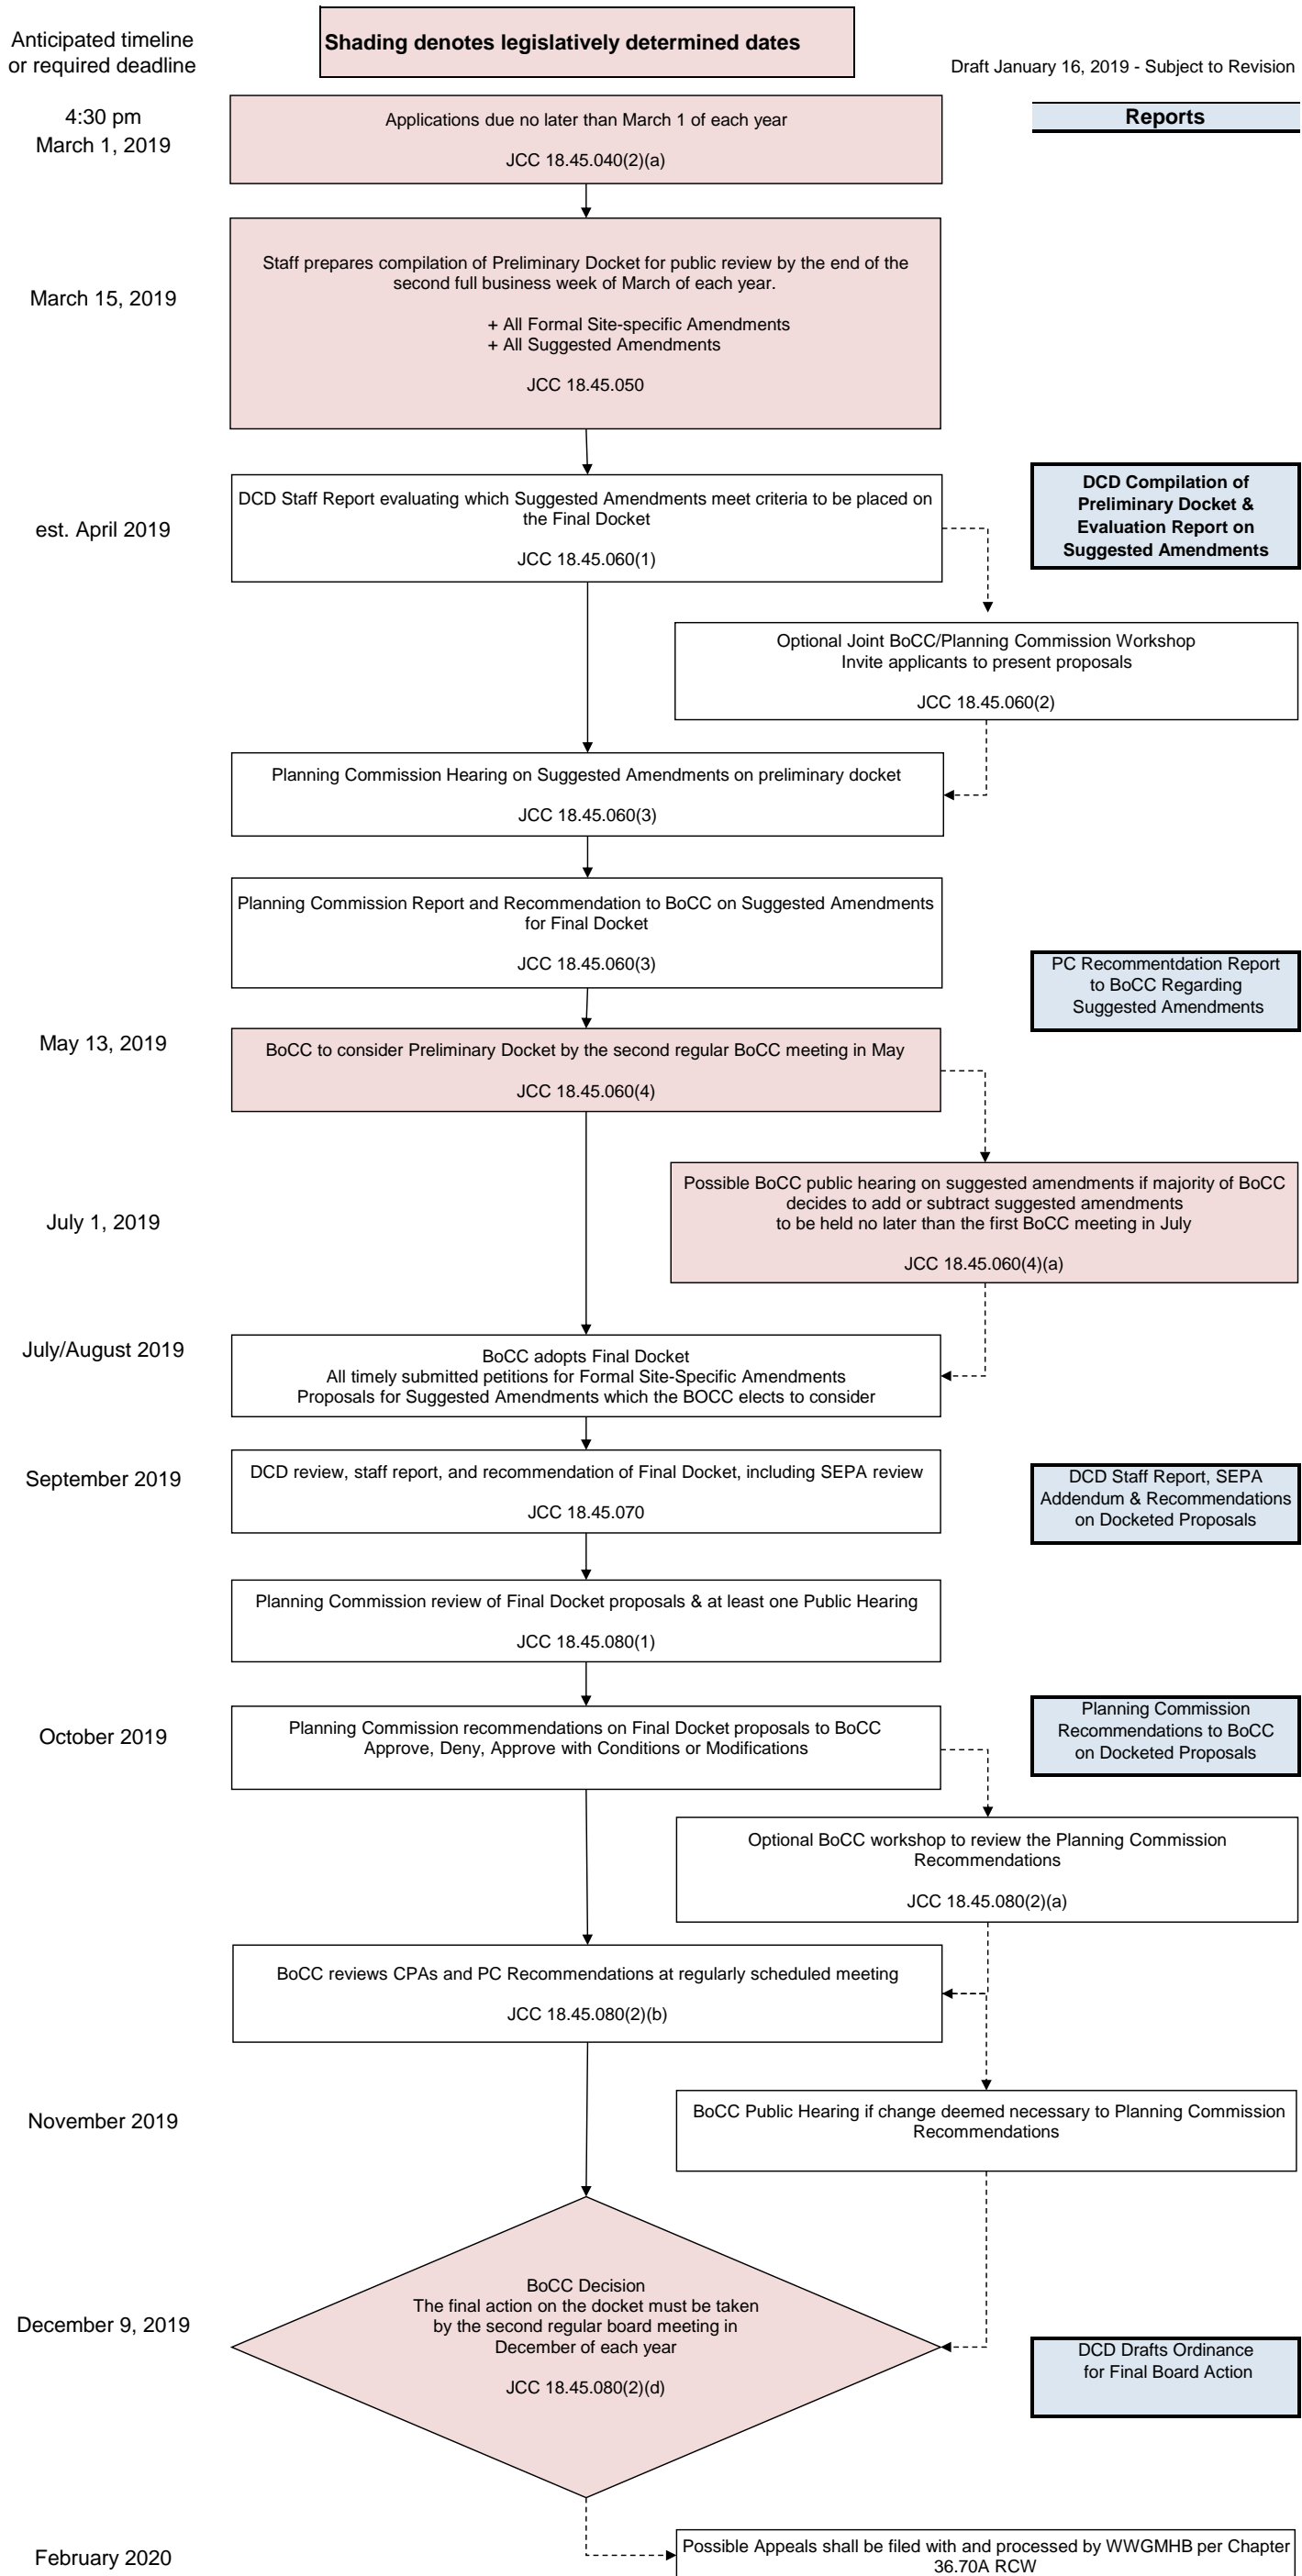 Anticipated timeline
or required deadline
Shading denotes legislatively determined dates
Draft January 16, 2019 - Subject to Revision
4:30 pm
March 1, 2019
Applications due no later than March 1 of each year
JCC 18.45.040(2)(a)
Reports
March 15, 2019
Staff prepares compilation of Preliminary Docket for public review by the end of the
second full business week of March of each year.
+ All Formal Site-specific Amendments
+ All Suggested Amendments
JCC 18.45.050
est. April 2019
DCD Staff Report evaluating which Suggested Amendments meet criteria to be placed on
the Final Docket
JCC 18.45.060(1)
DCD Compilation of
Preliminary Docket &
Evaluation Report on
Suggested Amendments
Optional Joint BoCC/Planning Commission Workshop
Invite applicants to present proposals
JCC 18.45.060(2)
Planning Commission Hearing on Suggested Amendments on preliminary docket
JCC 18.45.060(3)
Planning Commission Report and Recommendation to BoCC on Suggested Amendments
for Final Docket
JCC 18.45.060(3)
PC Recommentdation Report
to BoCC Regarding
Suggested Amendments
May 13, 2019
BoCC to consider Preliminary Docket by the second regular BoCC meeting in May
JCC 18.45.060(4)
July 1, 2019
Possible BoCC public hearing on suggested amendments if majority of BoCC
decides to add or subtract suggested amendments
to be held no later than the first BoCC meeting in July
JCC 18.45.060(4)(a)
July/August 2019
BoCC adopts Final Docket
All timely submitted petitions for Formal Site-Specific Amendments
Proposals for Suggested Amendments which the BOCC elects to consider
September 2019
DCD review, staff report, and recommendation of Final Docket, including SEPA review
JCC 18.45.070
DCD Staff Report, SEPA
Addendum & Recommendations
on Docketed Proposals
Planning Commission review of Final Docket proposals & at least one Public Hearing
JCC 18.45.080(1)
October 2019
Planning Commission recommendations on Final Docket proposals to BoCC
Approve, Deny, Approve with Conditions or Modifications
Planning Commission
Recommendations to BoCC
on Docketed Proposals
Optional BoCC workshop to review the Planning Commission
Recommendations
JCC 18.45.080(2)(a)
BoCC reviews CPAs and PC Recommendations at regularly scheduled meeting
JCC 18.45.080(2)(b)
November 2019
BoCC Public Hearing if change deemed necessary to Planning Commission
Recommendations
December 9, 2019
BoCC Decision
The final action on the docket must be taken
by the second regular board meeting in
December of each year
JCC 18.45.080(2)(d)
DCD Drafts Ordinance
for Final Board Action
February 2020
Possible Appeals shall be filed with and processed by WWGMHB per Chapter
36.70A RCW